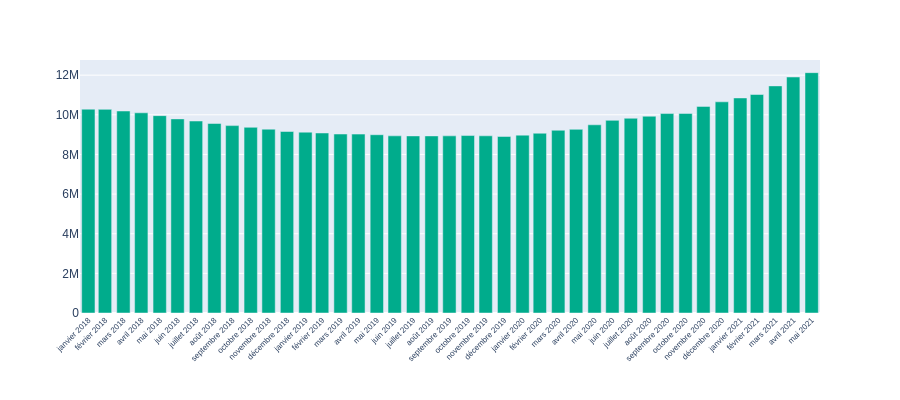 12M
10M
8M
6M
4M
2M
0
janvier 2018
février 2018
mars 2018
avril 2018
mai 2018
juin 2018
juillet 2018
août 2018
septembre 2018
octobre 2018
novembre 2018
décembre 2018
janvier 2019
février 2019
mars 2019
avril 2019
mai 2019
juin 2019
juillet 2019
août 2019
septembre 2019
octobre 2019
novembre 2019
décembre 2019
janvier 2020
février 2020
mars 2020
avril 2020
mai 2020
juin 2020
juillet 2020
août 2020
septembre 2020
octobre 2020
novembre 2020
décembre 2020
janvier 2021
février 2021
mars 2021
avril 2021
mai 2021